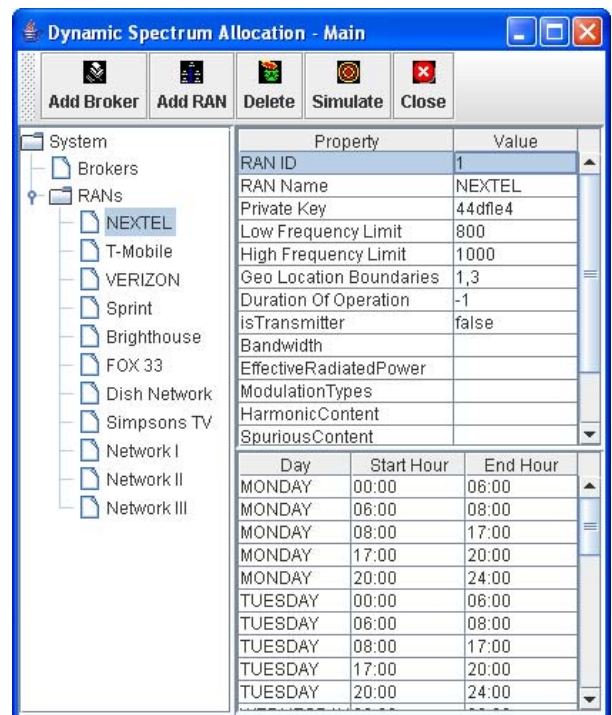 Dynamic Spectrum Allocation - Main
Add Broker Add RAN Delete Simulate Close
System
Brokers
RANs
NEXTEL
T-Mobile
VERIZON
Sprint
Brighthouse
FOX 33
Dish Network
Simpsons TV
Network I
Network II
Network III
Property Value
RAN ID 1
RAN Name NEXTEL
Private Key 44dfle4
Low Frequency Limit 800
High Frequency Limit 1000
Geo Location Boundaries 1,3
Duration Of Operation -1
isTransmitter false
Bandwidth
EffectiveRadiatedPower
ModulationTypes
HarmonicContent
SpuriousContent
Day Start Hour End Hour
MONDAY 00:00 06:00
MONDAY 06:00 08:00
MONDAY 08:00 17:00
MONDAY 17:00 20:00
MONDAY 20:00 24:00
TUESDAY 00:00 06:00
TUESDAY 06:00 08:00
TUESDAY 08:00 17:00
TUESDAY 17:00 20:00
TUESDAY 20:00 24:00